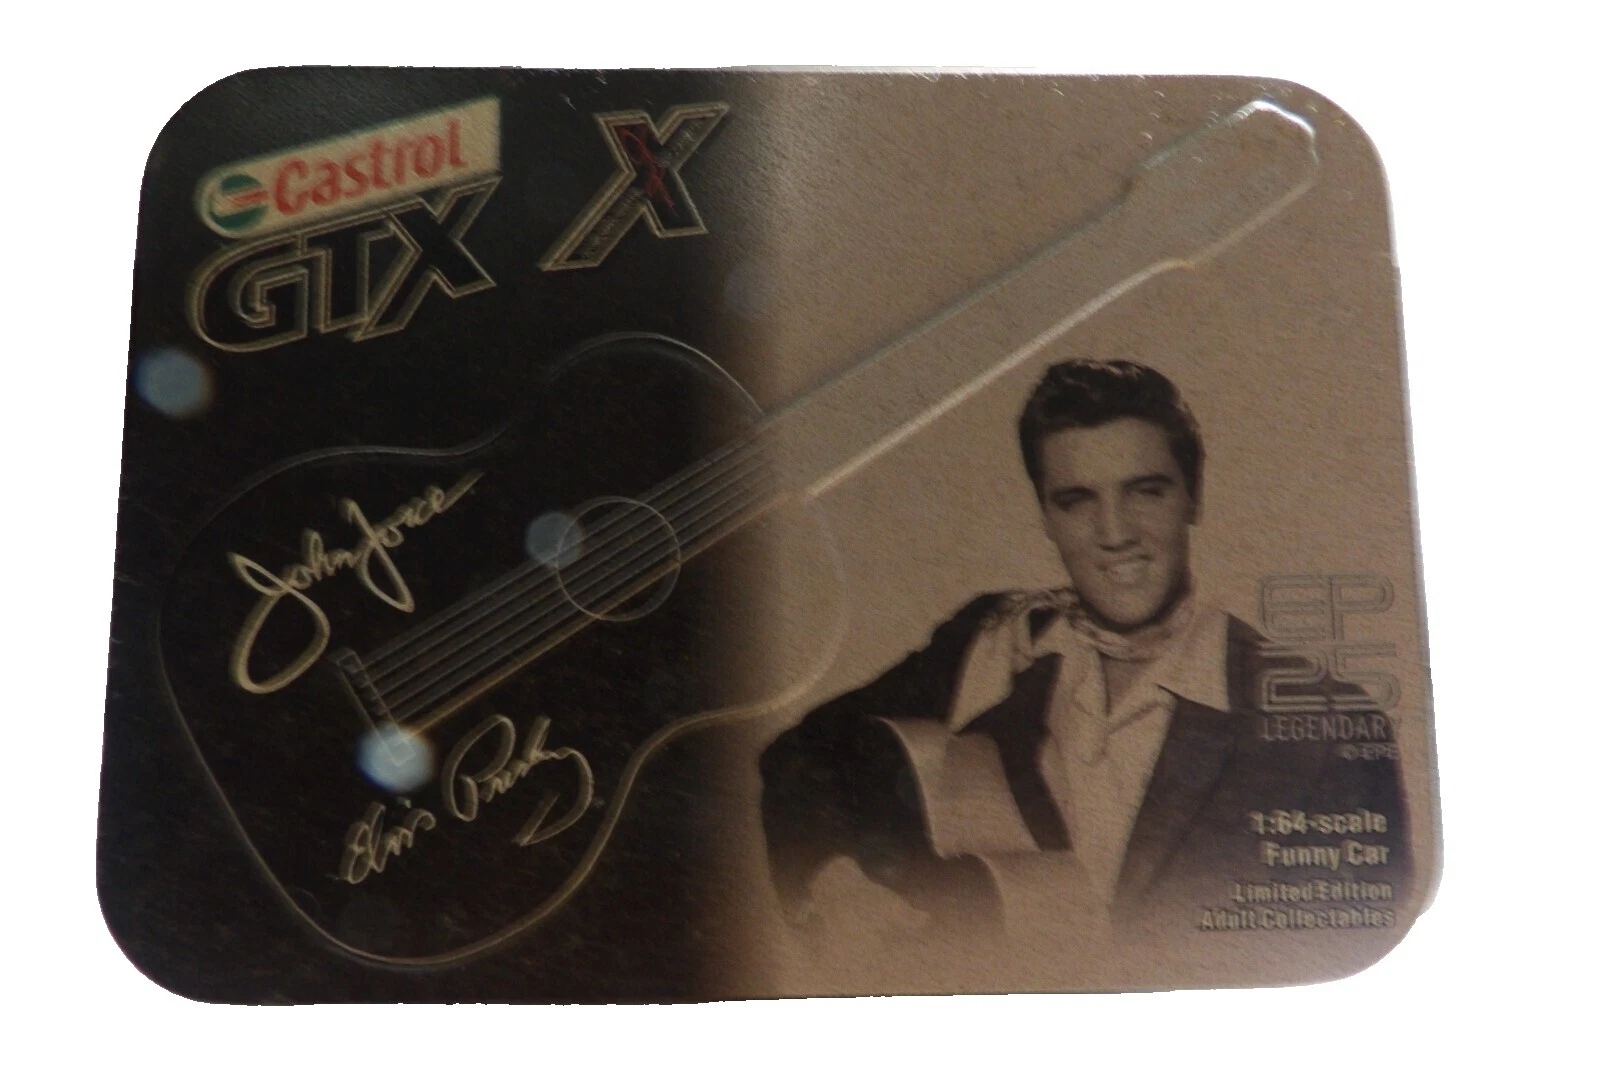 Castrol
GTX X
John Force
Elvis Presley
EP
25
LEGENDARY
© EPE
1:64-scale
Funny Car
Limited Edition
Adult Collectables